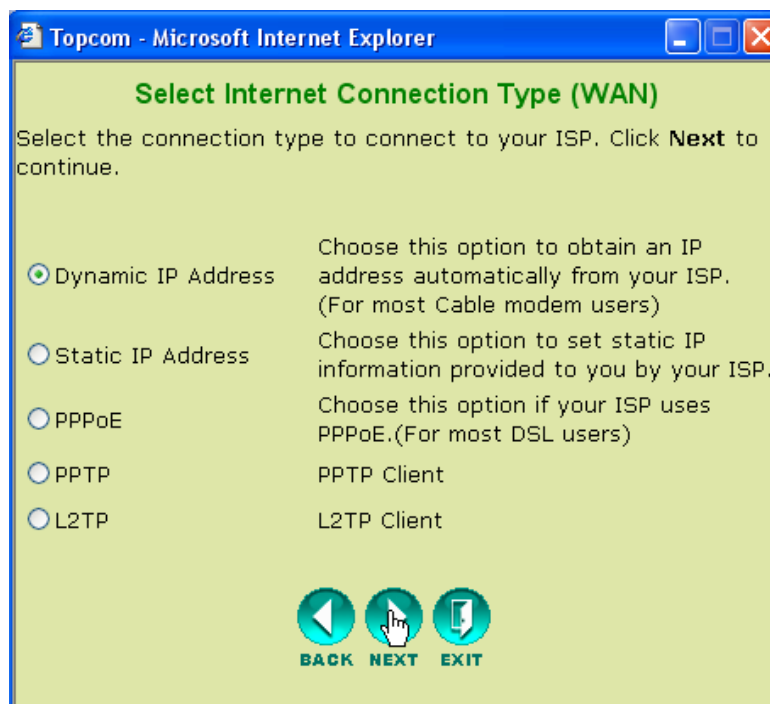 Topcom - Microsoft Internet Explorer
Select Internet Connection Type (WAN)
Select the connection type to connect to your ISP. Click Next to
continue.
Dynamic IP Address
Choose this option to obtain an IP
address automatically from your ISP.
(For most Cable modem users)
Static IP Address
Choose this option to set static IP
information provided to you by your ISP.
PPPoE
Choose this option if your ISP uses
PPPoE.(For most DSL users)
PPTP
PPTP Client
L2TP
L2TP Client
BACK NEXT EXIT